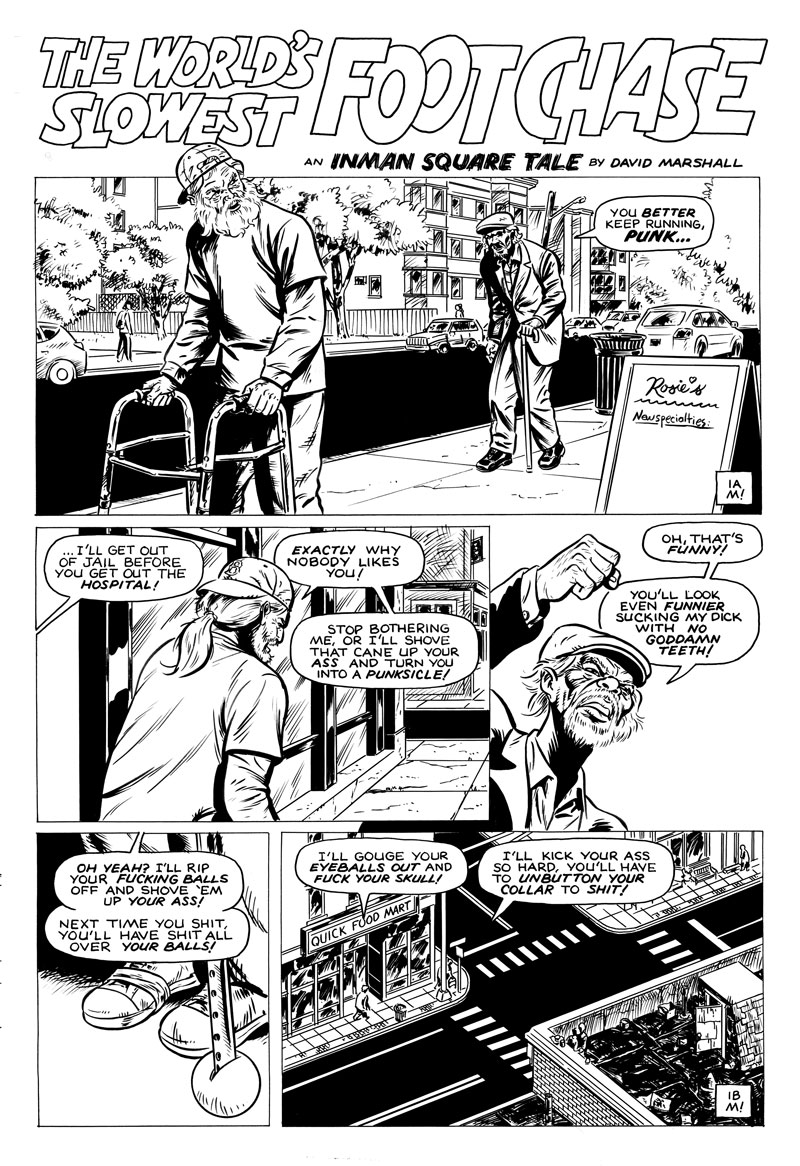 THE WORLD'S
SLOWEST
FOOT CHASE
AN INMAN SQUARE TALE BY DAVID MARSHALL
YOU BETTER
KEEP RUNNING,
PUNK...
Rosie's
New specialties:
1A
M!
...I'LL GET OUT
OF JAIL BEFORE
YOU GET OUT THE
HOSPITAL!
EXACTLY WHY
NOBODY LIKES
YOU!
STOP BOTHERING
ME, OR I'LL SHOVE
THAT CANE UP YOUR
ASS AND TURN YOU
INTO A PUNKSICLE!
OH, THAT'S
FUNNY!
YOU'LL LOOK
EVEN FUNNIER
SUCKING MY DICK
WITH NO
GODDAMN
TEETH!
OH YEAH? I'LL RIP
YOUR FUCKING BALLS
OFF AND SHOVE 'EM
UP YOUR ASS!
NEXT TIME YOU SHIT,
YOU'LL HAVE SHIT ALL
OVER YOUR BALLS!
I'LL GOUGE YOUR
EYEBALLS OUT AND
FUCK YOUR SKULL!
I'LL KICK YOUR ASS
SO HARD, YOU'LL HAVE
TO UNBUTTON YOUR
COLLAR TO SHIT!
QUICK FOOD MART
1B
M!